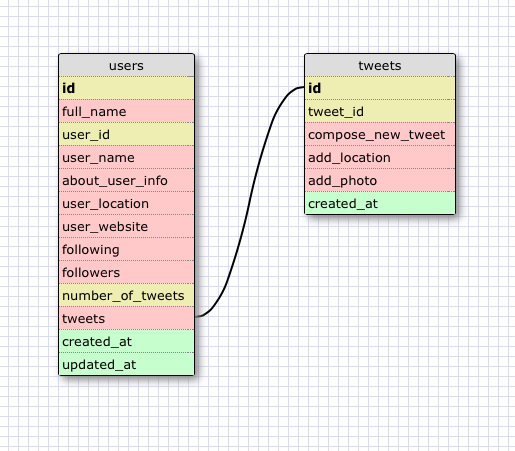 users
id
full_name
user_id
user_name
about_user_info
user_location
user_website
following
followers
number_of_tweets
tweets
created_at
updated_at
tweets
id
tweet_id
compose_new_tweet
add_location
add_photo
created_at